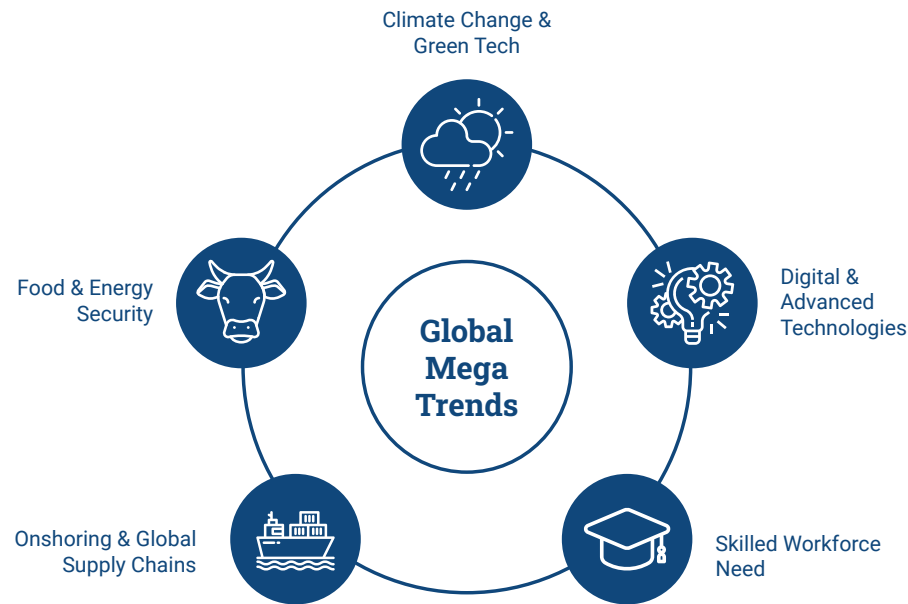 Climate Change &
Green Tech
Food & Energy
Security
Digital &
Advanced
Technologies
Global
Mega
Trends
Onshoring & Global
Supply Chains
Skilled Workforce
Need